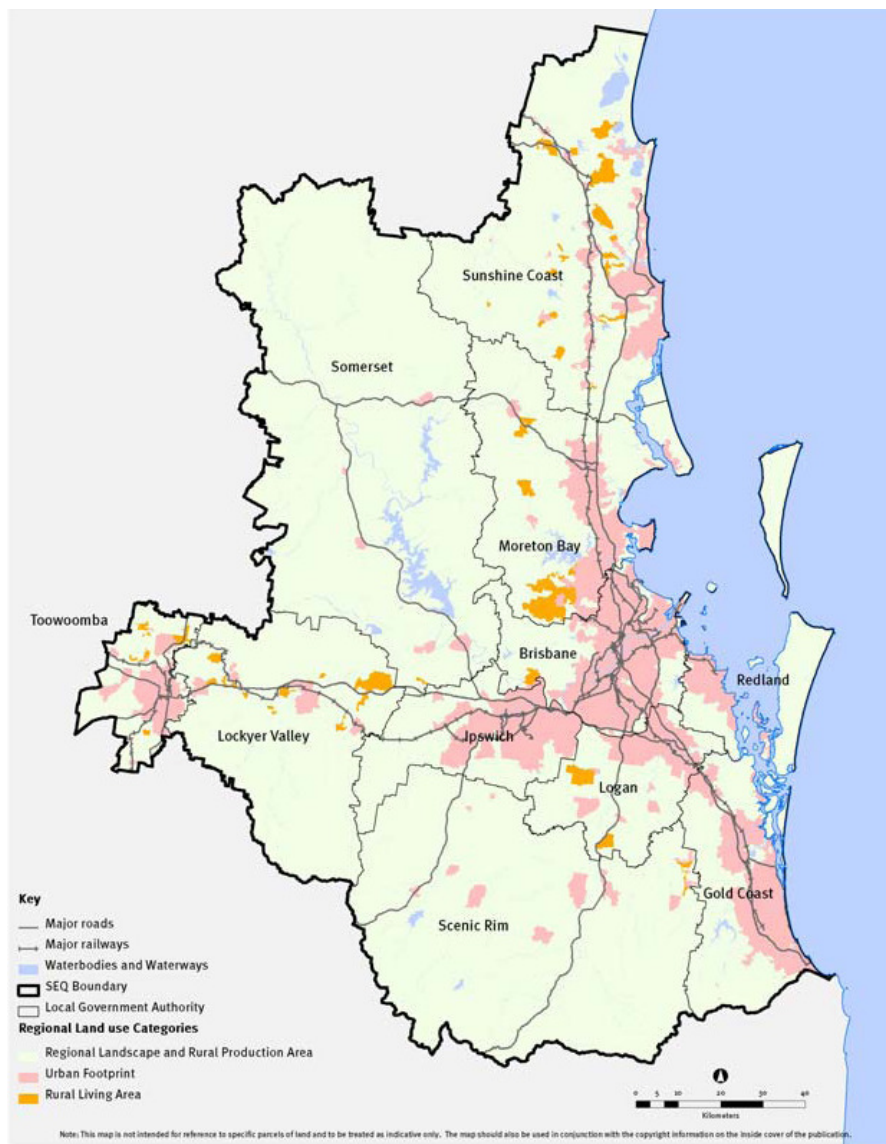 Sunshine Coast
Somerset
Moreton Bay
Toowoomba
Brisbane
Redland
Lockyer Valley
Ipswich
Logan
Gold Coast
Scenic Rim
Key
Major roads
Major railways
Waterbodies and Waterways
SEQ Boundary
Local Government Authority
Regional Land use Categories
Regional Landscape and Rural Production Area
Urban Footprint
Rural Living Area
0 5 10 20 30 40
Kilometers
Note: This map is not intended for reference to specific parcels of land and to be treated as indicative only. The map should also be used in conjunction with the copyright information on the inside cover of the publication.